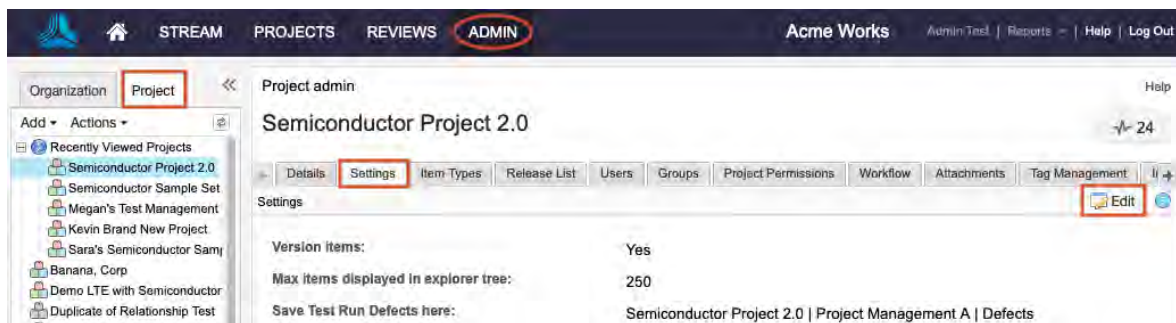 STREAM PROJECTS REVIEWS ADMIN Acme Works Admin Test | Reports | Help | Log Out
Organization Project Project admin Help
Add Actions Semiconductor Project 2.0 24
Recently Viewed Projects
Semiconductor Project 2.0 Details Settings Item Types Release List Users Groups Project Permissions Workflow Attachments Tag Management
Semiconductor Sample Set Settings Edit
Megan's Test Management
Kevin Brand New Project Version items: Yes
Sara's Semiconductor Samp
Banana, Corp Max items displayed in explorer tree: 250
Demo LTE with Semiconductor
Duplicate of Relationship Test Save Test Run Defects here: Semiconductor Project 2.0 | Project Management A | Defects